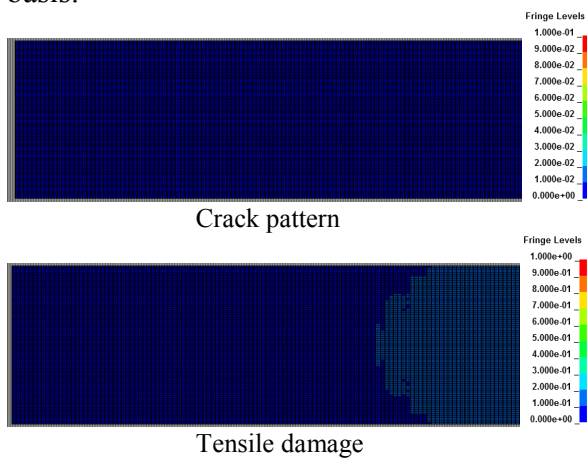 basis.
Fringe Levels
1.000e-01
9.000e-02
8.000e-02
7.000e-02
6.000e-02
5.000e-02
4.000e-02
3.000e-02
2.000e-02
1.000e-02
0.000e+00
Crack pattern
Fringe Levels
1.000e+00
9.000e-01
8.000e-01
7.000e-01
6.000e-01
5.000e-01
4.000e-01
3.000e-01
2.000e-01
1.000e-01
0.000e+00
Tensile damage